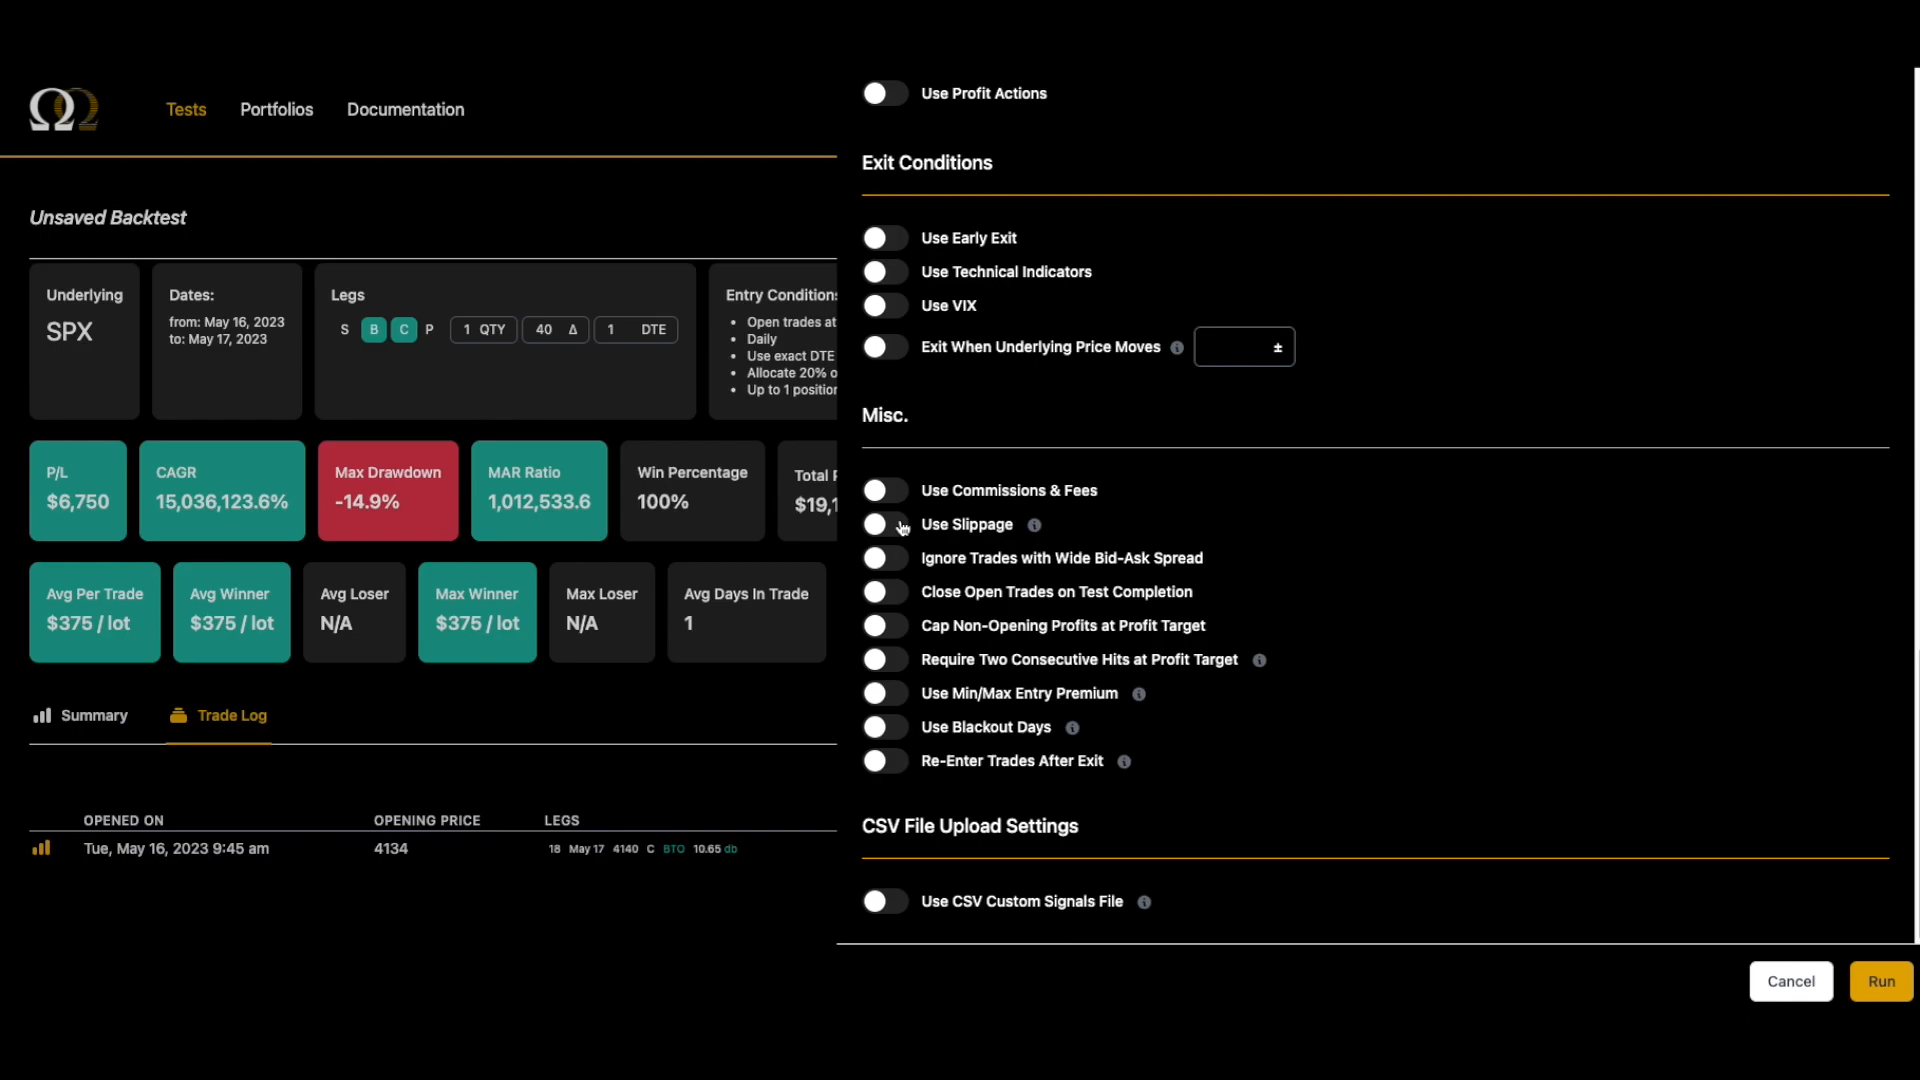 Tests Portfolios Documentation
Unsaved Backtest
Underlying
SPX
Dates:
from: May 16, 2023
to: May 17, 2023
Legs
S B C P 1 QTY 40 Δ 1 DTE
Entry Conditions
• Open trades at
• Daily
• Use exact DTE
• Allocate 20% o
• Up to 1 position
P/L
$6,750
CAGR
15,036,123.6%
Max Drawdown
-14.9%
MAR Ratio
1,012,533.6
Win Percentage
100%
Total
$19,1
Avg Per Trade
$375 / lot
Avg Winner
$375 / lot
Avg Loser
N/A
Max Winner
$375 / lot
Max Loser
N/A
Avg Days In Trade
1
Summary Trade Log
OPENED ON OPENING PRICE LEGS
Tue, May 16, 2023 9:45 am 4134 18 May 17 4140 C BTO 10.65 db
Use Profit Actions
Exit Conditions
Use Early Exit
Use Technical Indicators
Use VIX
Exit When Underlying Price Moves ±
Misc.
Use Commissions & Fees
Use Slippage
Ignore Trades with Wide Bid-Ask Spread
Close Open Trades on Test Completion
Cap Non-Opening Profits at Profit Target
Require Two Consecutive Hits at Profit Target
Use Min/Max Entry Premium
Use Blackout Days
Re-Enter Trades After Exit
CSV File Upload Settings
Use CSV Custom Signals File
Cancel Run